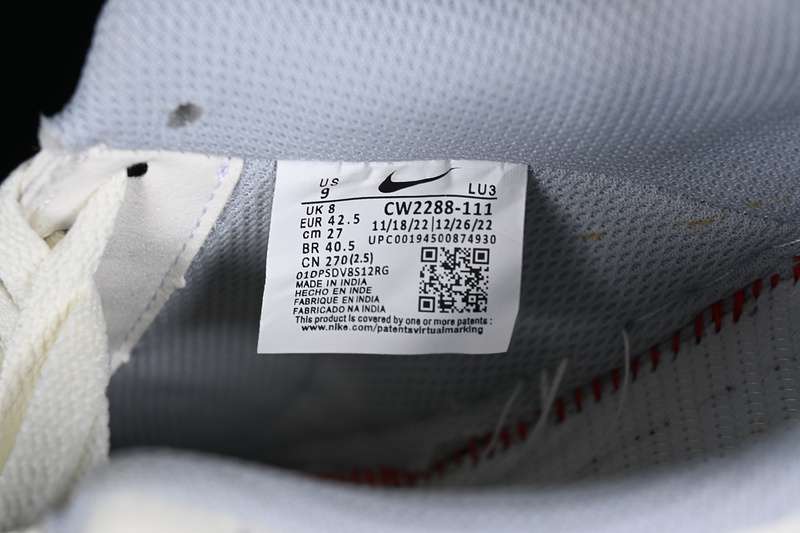 US
9
LU3
UK 8
EUR 42.5
cm 27
BR 40.5
CN 270(2.5)
CW2288-111
11/18/22|12/26/22
UPC00194500874930
01DPSDV8S12RG
MADE IN INDIA
HECHO EN INDE
FABRIQUE EN INDIA
FABRICADO NA INDIA
This product is covered by one or more patents :
www.nike.com/patentsvirtualmarking